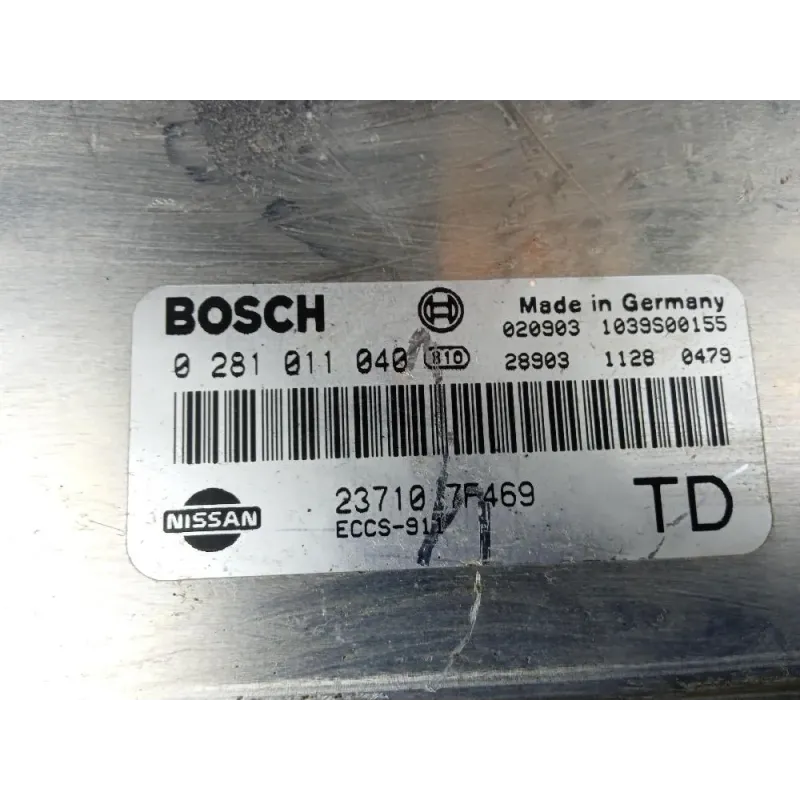 BOSCH Made in Germany
020903 1039S00155
0 281 011 040 810 28903 1128 0479
NISSAN 23710 7F469 TD
ECCS-911